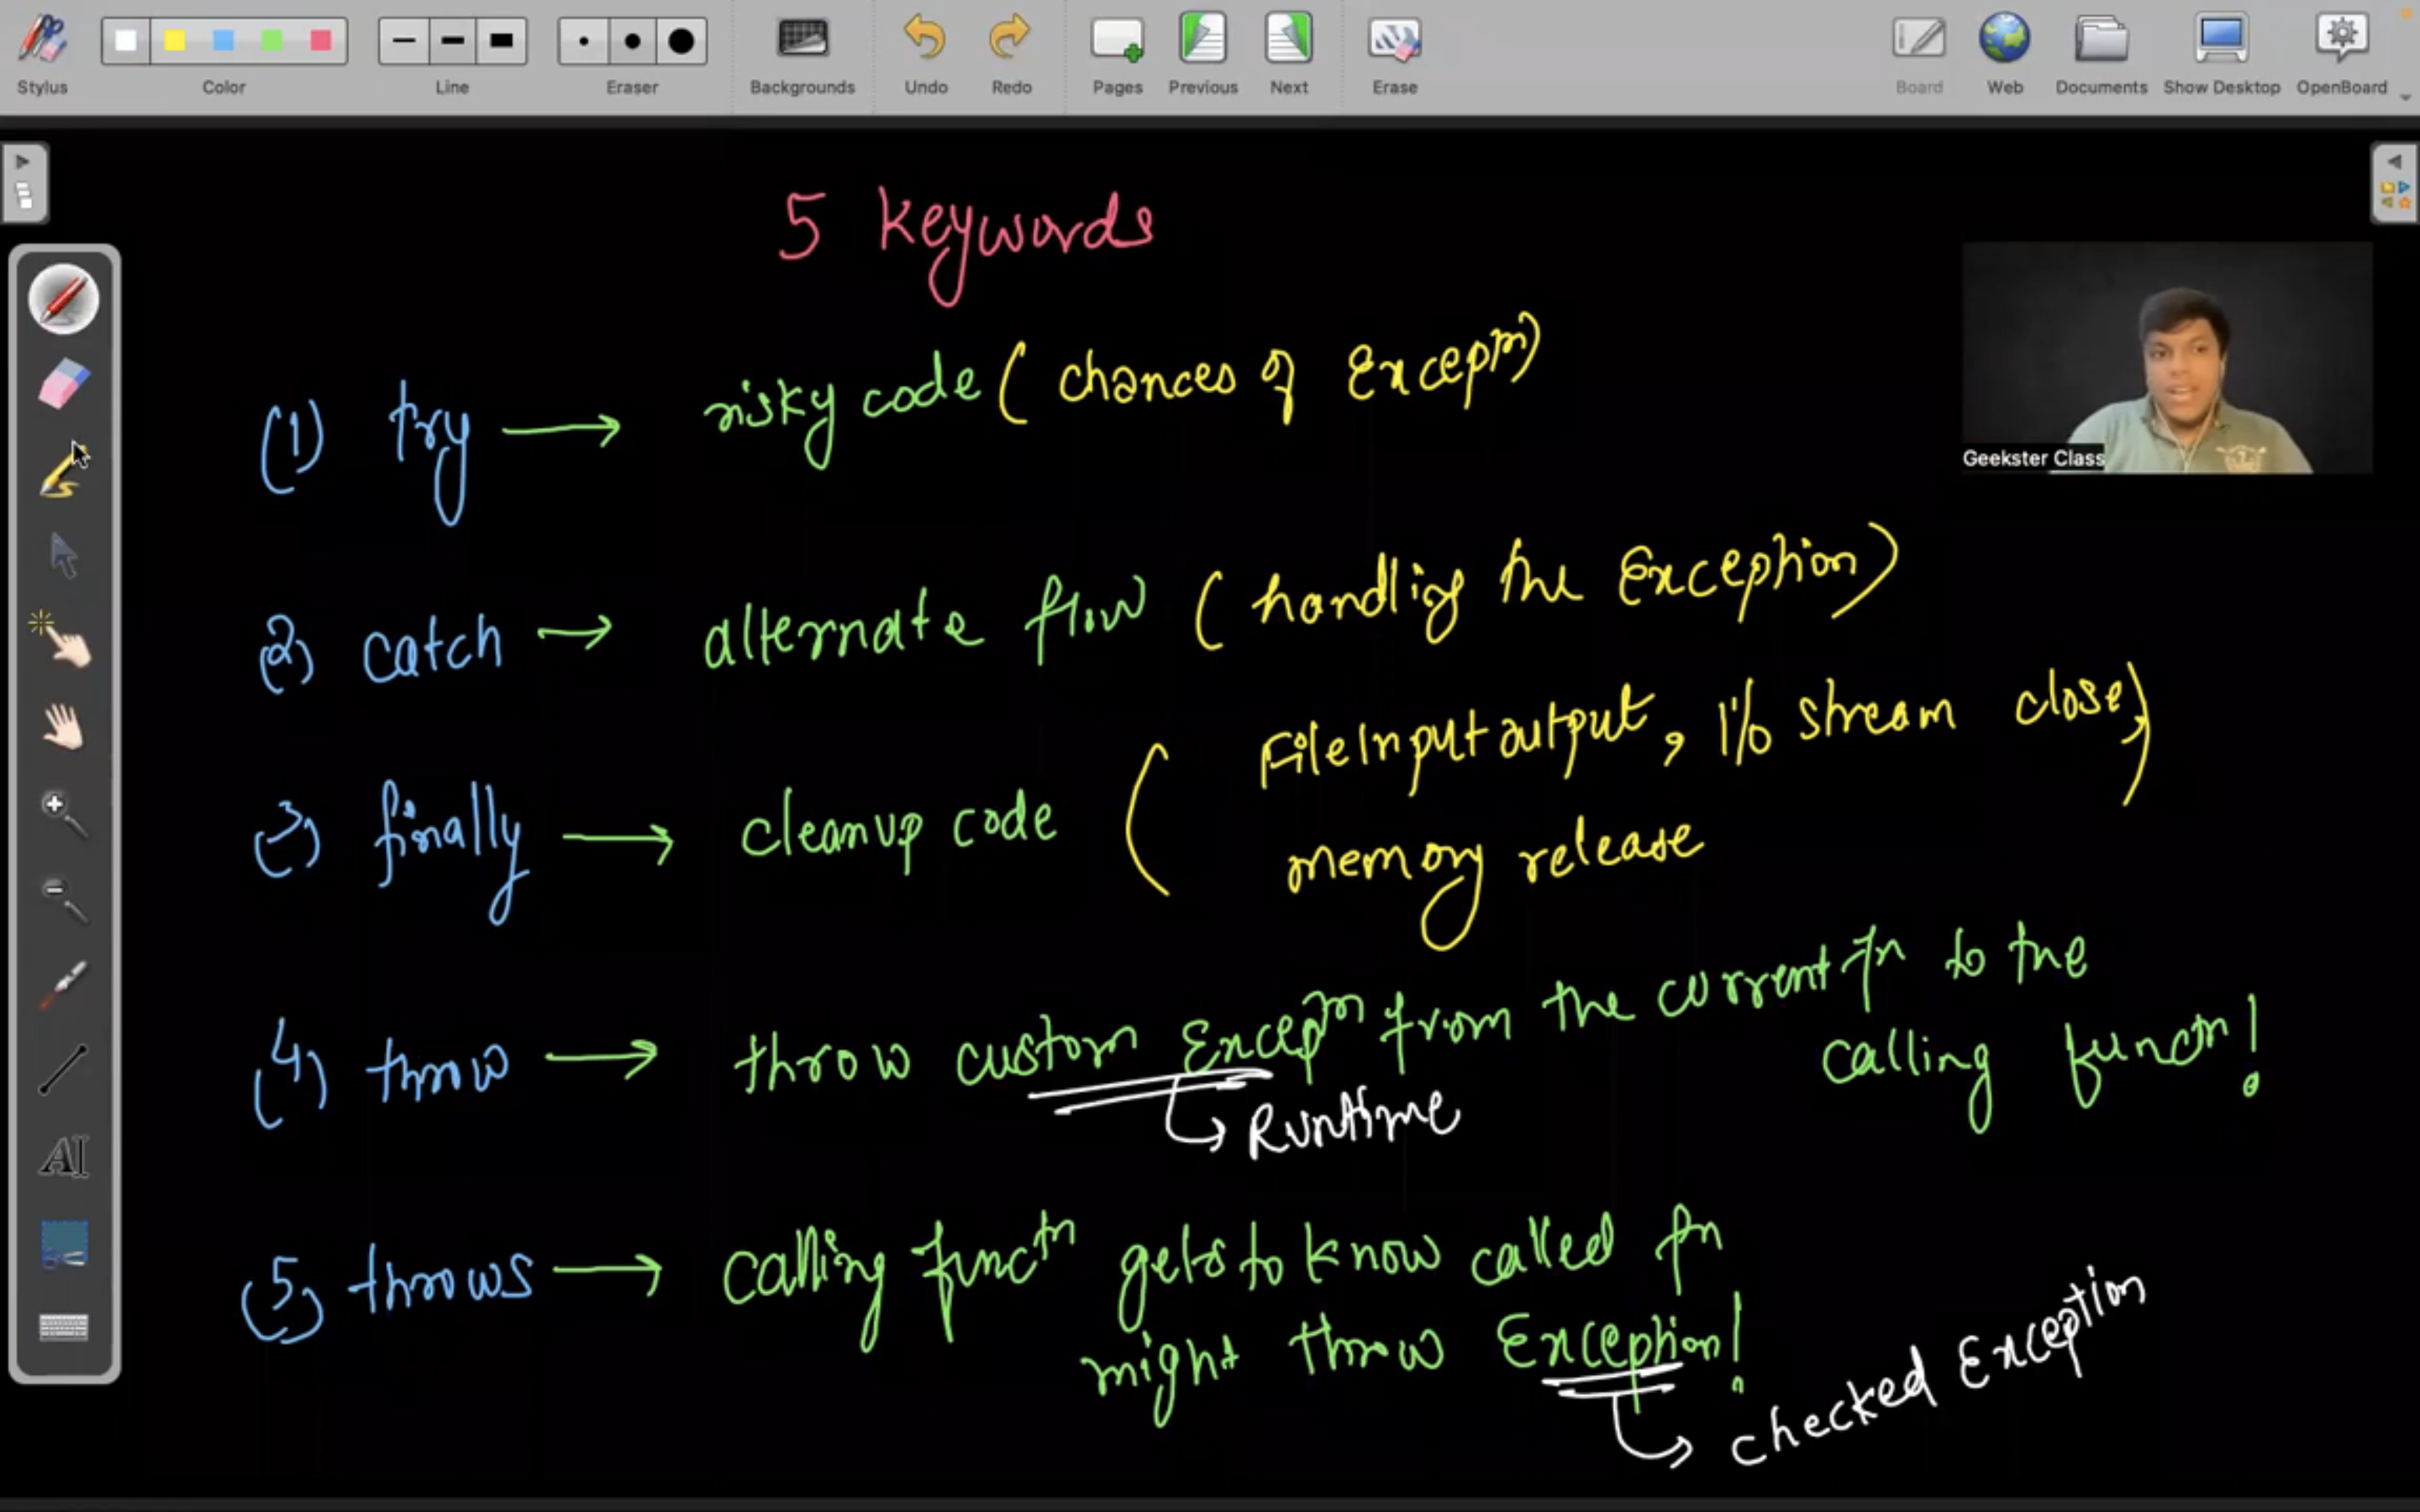 Stylus Color Line Eraser Backgrounds Undo Redo Pages Previous Next Erase Board Web Documents Show Desktop OpenBoard
5 keywords
(1) try → risky code ( chances of Excepn)
Geekster Class
(2) catch → alternate flow ( handlig the Exception)
(3) finally → cleanup code ( FileInputoutput, I/O stream close,
memory release )
(4) throw → throw custom Excepn from the current fn to the
calling functn!
↳ Runtime
(5) throws → calling functn gets to know called fn
might throw Exception!
↳ checked Exception
AI